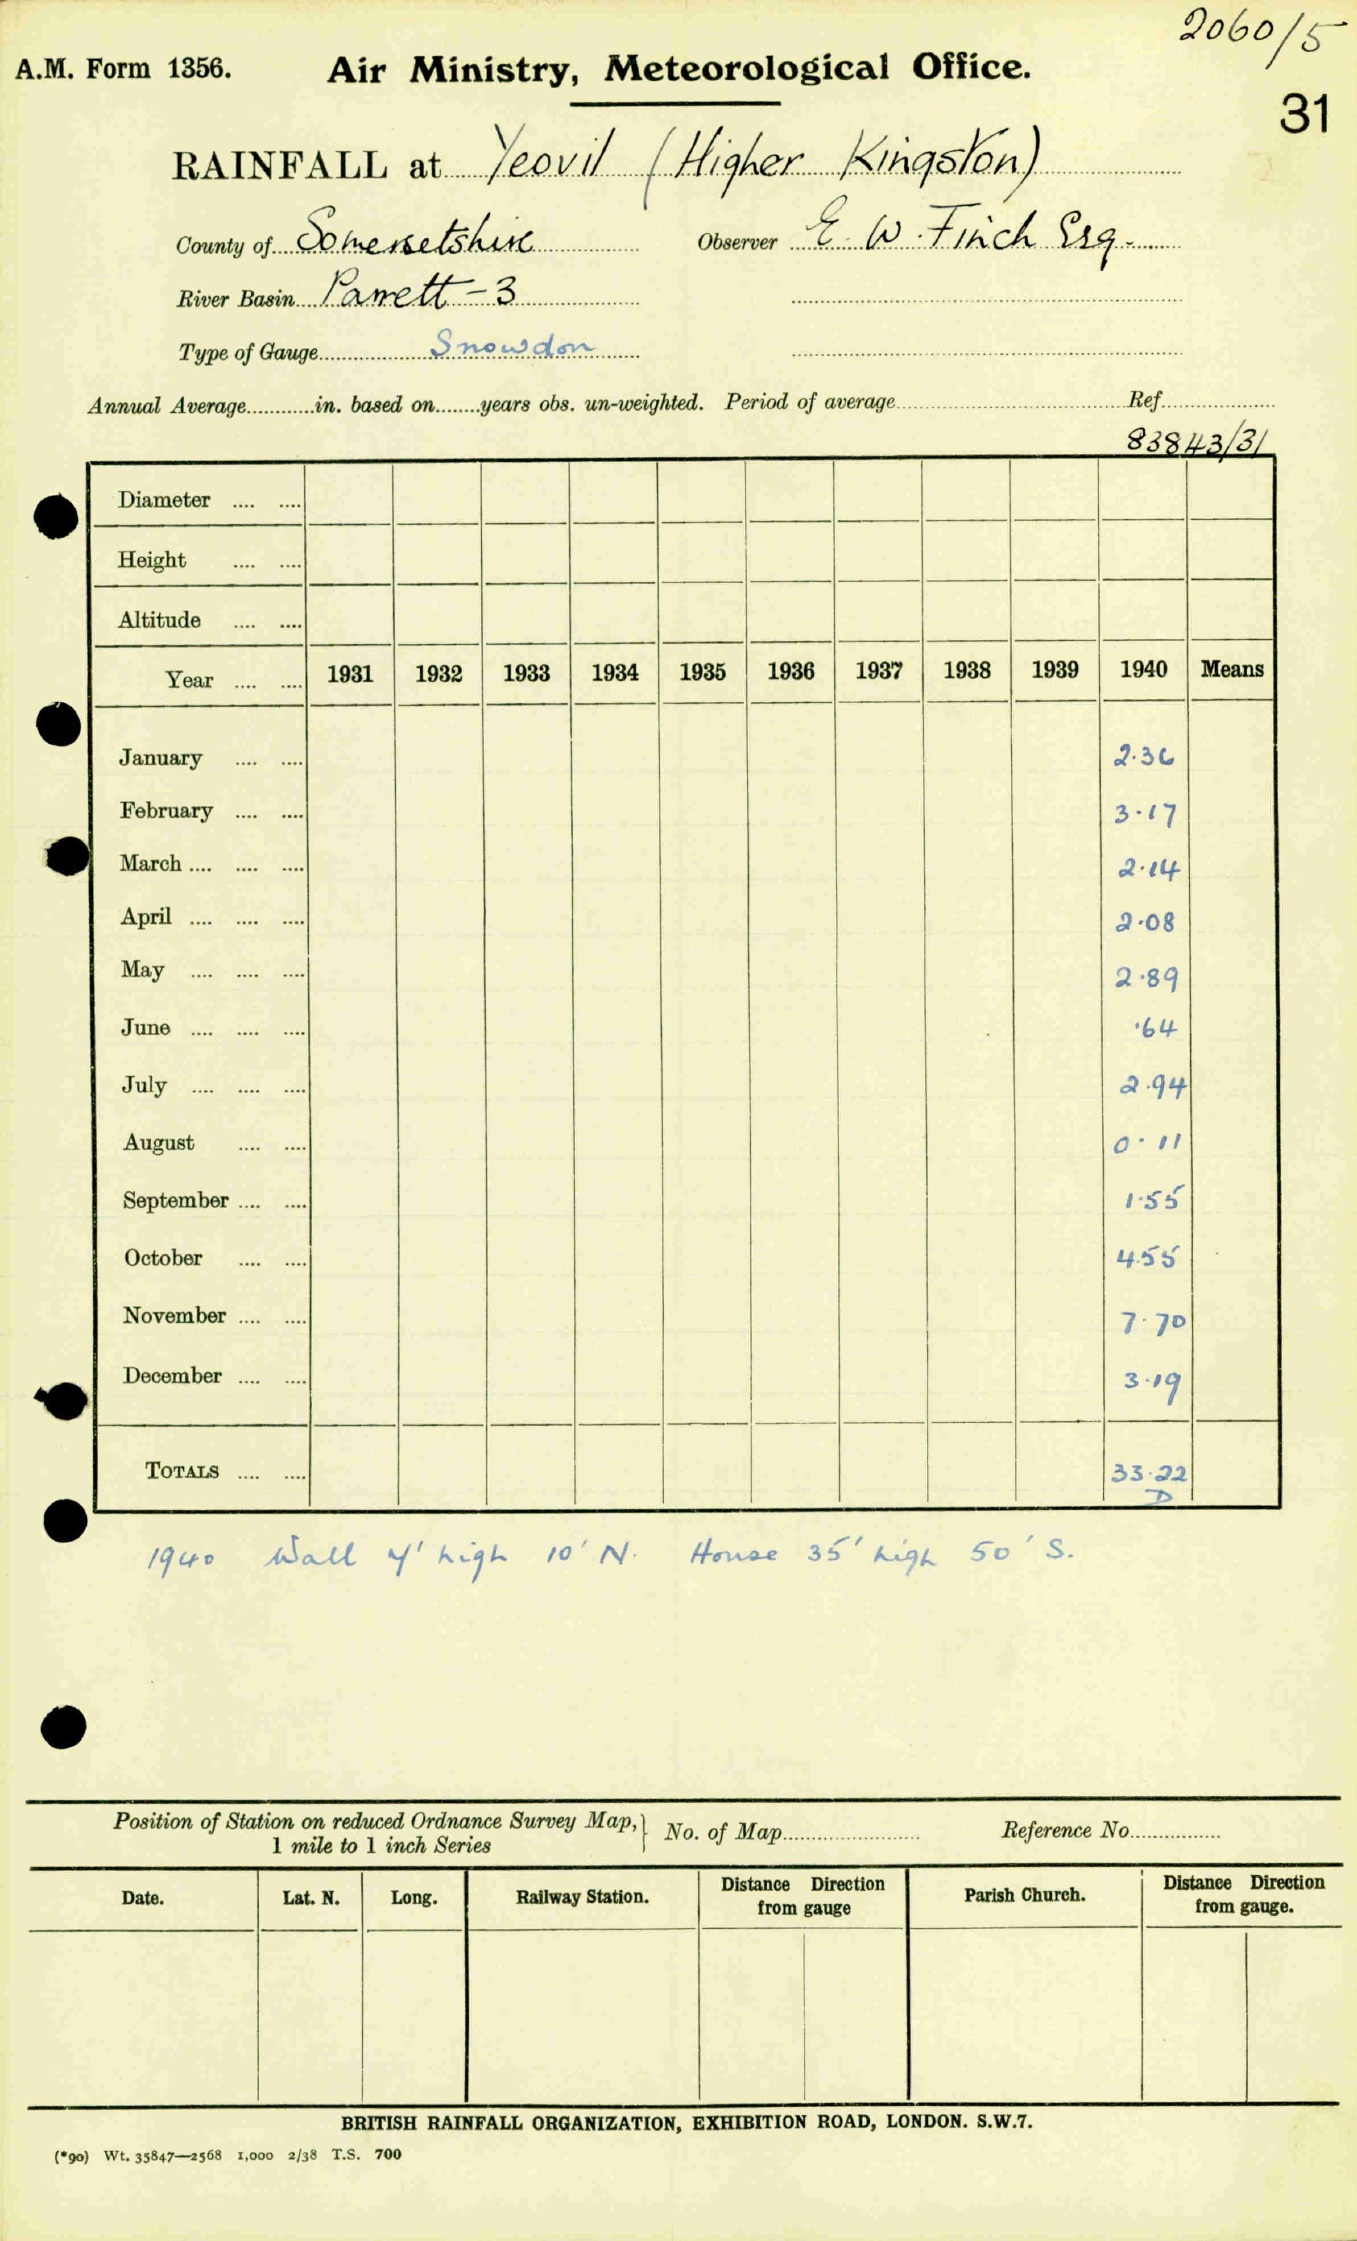 2060/5
A.M. Form 1356. Air Ministry, Meteorological Office.
31
RAINFALL at Yeovil (Higher Kingston)
County of Somersetshire Observer E. W. Finch Esq.
River Basin Parrett-3
Type of Gauge Snowdon
Annual Average............in. based on........years obs. un-weighted. Period of average.................... Ref..............
83843/31
Diameter .... ....
Height .... ....
Altitude .... ....
Year .... .... 1931 1932 1933 1934 1935 1936 1937 1938 1939 1940 Means
January .... .... 2.36
February .... .... 3.17
March .... .... .... 2.14
April .... .... .... 2.08
May .... .... .... 2.89
June .... .... .... .64
July .... .... .... 2.94
August .... .... 0.11
September .... .... 1.55
October .... .... 4.55
November .... .... 7.70
December .... .... 3.19
TOTALS .... .... 33.22
D
1940 Wall 4' high 10' N. House 35' high 50' S.
Position of Station on reduced Ordnance Survey Map,} No. of Map.................... Reference No................
1 mile to 1 inch Series
Date. Lat. N. Long. Railway Station. Distance Direction from gauge Parish Church. Distance Direction from gauge.
BRITISH RAINFALL ORGANIZATION, EXHIBITION ROAD, LONDON. S.W.7.
(*90) Wt. 35847—2568 1,000 2/38 T.S. 700